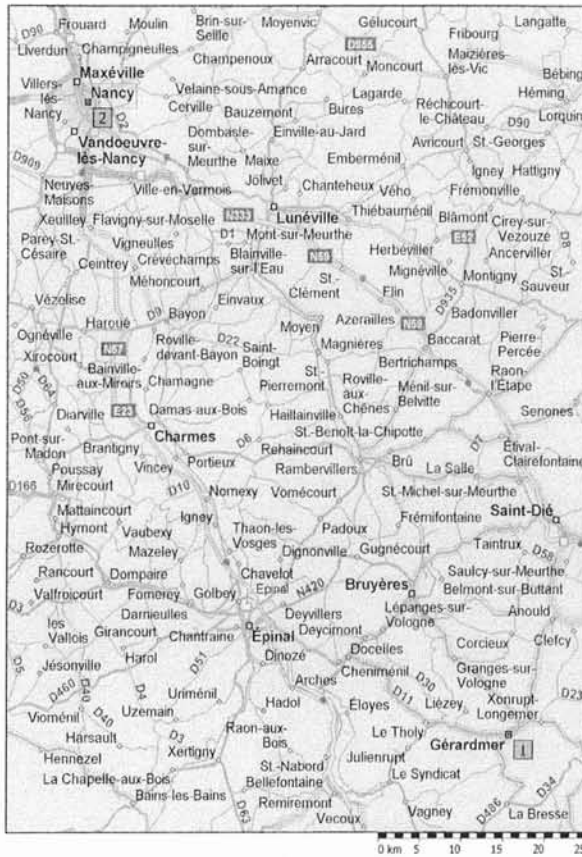 Frouard Moulin Brin-sur-Seille Moyenvic Gélucourt Langatte
D90 Liverdun Champigneulles D955 Fribourg
Champenoux Arracourt Moncourt Maizières-lès-Vic
Maxéville Bébing
Villers-lès-Nancy Nancy Velaine-sous-Amance Lagarde Héming
2 D2 Cerville Bauzemont Bures Réchicourt-le-Château D90 Lorquin
Vandoeuvre-lès-Nancy Dombasle-sur-Meurthe Einville-au-Jard Avricourt St.-Georges
D909 Maixe Emberménil Igney Hattigny
Neuves-Maisons Ville-en-Vermois Jolivet Chanteheux Vého Frémonville
Xeuilley Flavigny-sur-Moselle N333 Lunéville Thiébauménil Blâmont Cirey-sur-Vezouze
Parey-St.-Césaire Vigneulles D1 Mont-sur-Meurthe Herbéviller E52 Ancerviller D8
Ceintrey Crévéchamps Blainville-sur-l'Eau N59 Mignéville Montigny St.-Sauveur
Méhoncourt St.-Clément Flin D935
Vézelise D9 Bayon Einvaux Badonviller
Haroué Moyen Azerailles N59
Ognéville D22 Magnières Baccarat Pierre-Percée
Xirocourt N57 Roville-devant-Bayon Saint-Boingt Bertrichamps
D50 D64 Bainville-aux-Miroirs Chamagne St.-Pierremont Roville-aux-Chênes Ménil-sur-Belvitte Raon-l'Étape
D56 Diarville E23 Damas-aux-Bois Haillainville Senones
Pont-sur-Madon Charmes St.-Benoît-la-Chipotte D7 Étival-Clairefontaine
Brantigny D6 Rehaincourt
Poussay Vincey Portieux Rambervillers Brû La Salle
D166 Mirecourt D10 Nomexy Vomécourt St.-Michel-sur-Meurthe
Mattaincourt Igney Saint-Dié
Hymont Vaubexy Thaon-les-Vosges Padoux Frémifontaine
Rozerotte Mazeley Dignonville Gugnécourt Taintrux D58
Rancourt Dompaire Chavelot Saulcy-sur-Meurthe
D3 Valfroicourt Fomerey Golbey Epinal N420 Bruyères Belmont-sur-Buttant
Darnieulles Deyvillers Lépanges-sur-Vologne Anould
les Vallois Girancourt Chantraine Épinal Deycimont
D5 Jésonville Harol D51 Dinozé Docelles Corcieux Clefcy
D460 D40 D4 Uriménil Arches Cheniménil D30 Granges-sur-Vologne
Vioménil D40 Uzemain Hadol Éloyes D11 Liézey Xonrupt-Longemer D23
Harsault D3 Raon-aux-Bois Le Tholy
Hennezel Xertigny Julienrupt Gérardmer 1
La Chapelle-aux-Bois St.-Nabord Le Syndicat
Bains-les-Bains Bellefontaine D34
D63 Remiremont Vagney D486 La Bresse
Vecoux
0 km 5 10 15 20 25